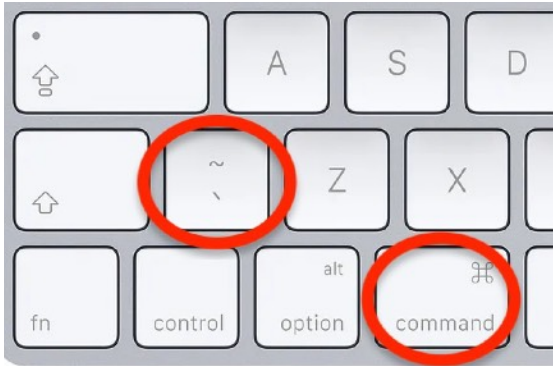 A S D
~
`
Z X
alt ⌘
fn control option command